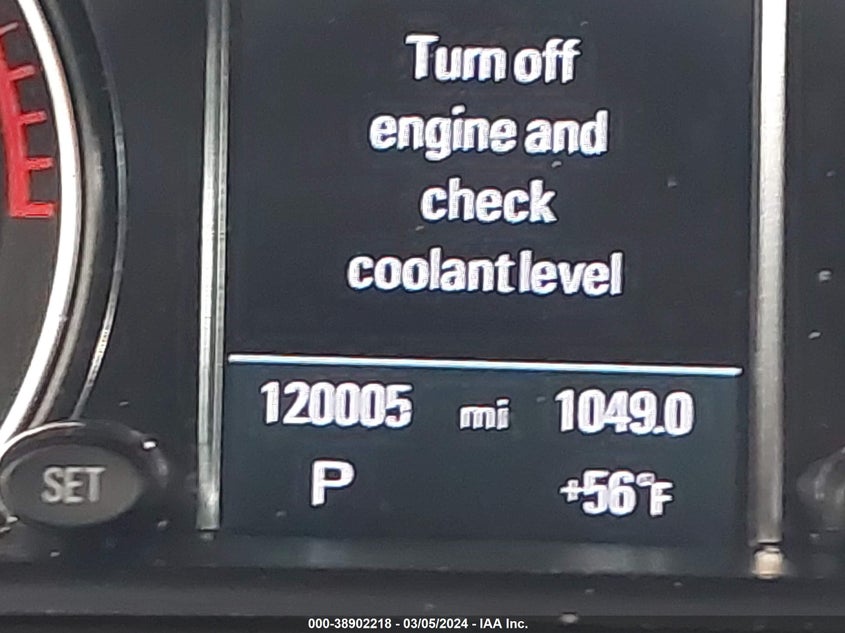 Turn off
engine and
check
coolant level
120005 mi 1049.0
P +56°F
SET
000-38902218 - 03/05/2024 - IAA Inc.